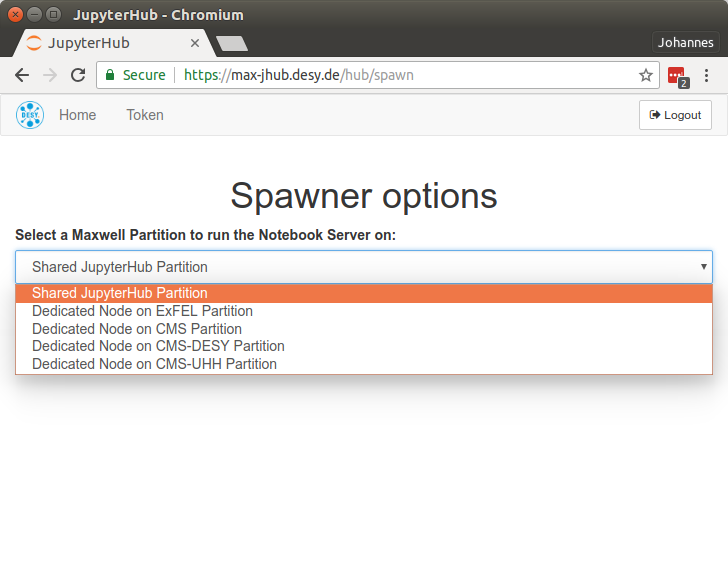 JupyterHub - Chromium
JupyterHub
Johannes
Secure
https://max-jhub.desy.de/hub/spawn
2
DESY.
Home
Token
Logout
Spawner options
Select a Maxwell Partition to run the Notebook Server on:
Shared JupyterHub Partition
Shared JupyterHub Partition
Dedicated Node on ExFEL Partition
Dedicated Node on CMS Partition
Dedicated Node on CMS-DESY Partition
Dedicated Node on CMS-UHH Partition